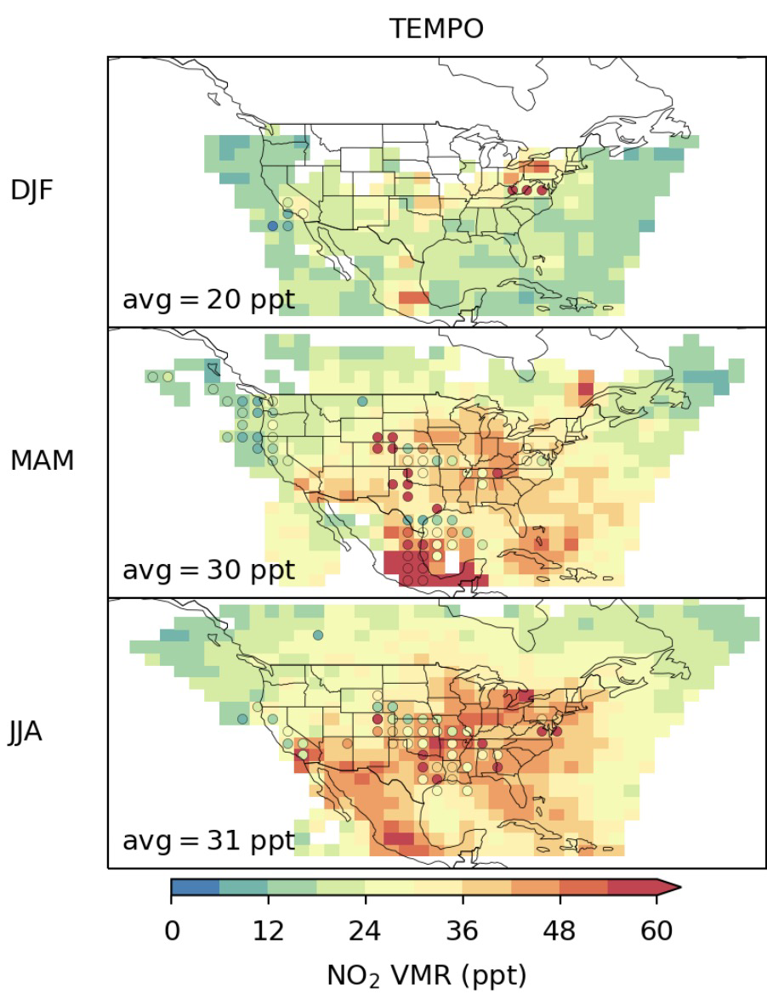 TEMPO
DJF
avg = 20 ppt
MAM
avg = 30 ppt
JJA
avg = 31 ppt
0 12 24 36 48 60
NO₂ VMR (ppt)